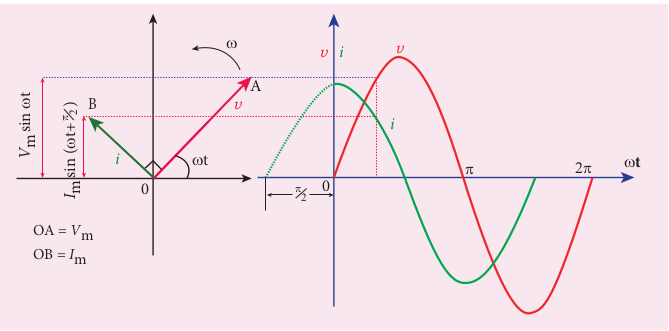 ω
A
B
υ
i
ωt
0
V_m sin ωt
I_m sin (ωt+π/2)
OA = V_m
OB = I_m
υ i
υ
i
0
π/2
π
2π
ωt